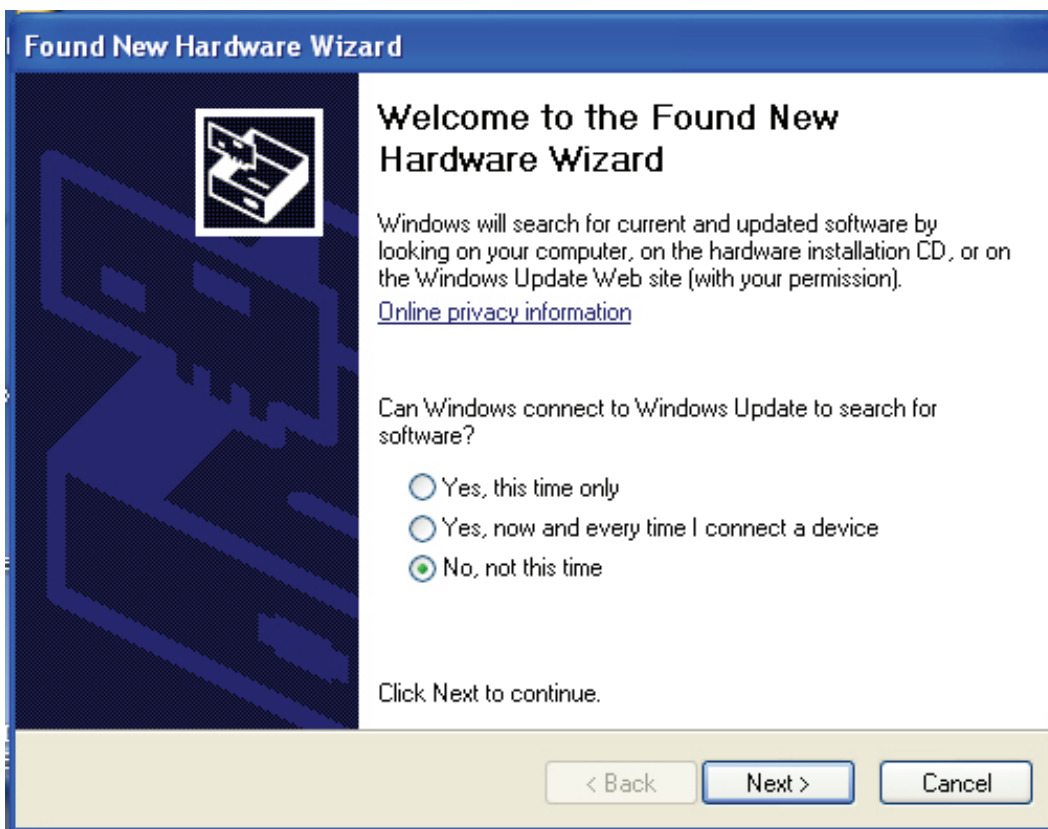 Found New Hardware Wizard
Welcome to the Found New
Hardware Wizard
Windows will search for current and updated software by
looking on your computer, on the hardware installation CD, or on
the Windows Update Web site (with your permission).
Online privacy information
Can Windows connect to Windows Update to search for
software?
Yes, this time only
Yes, now and every time I connect a device
No, not this time
Click Next to continue.
< Back
Next >
Cancel